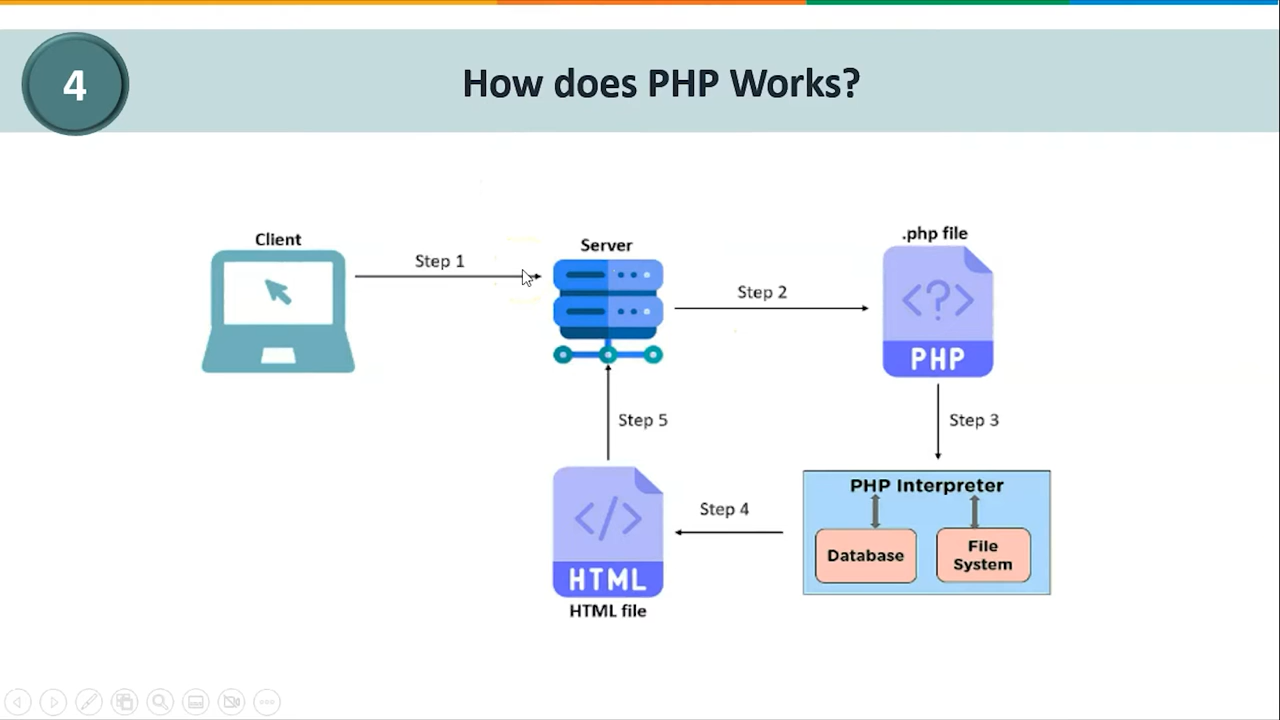 4
How does PHP Works?
Client
Step 1
Server
Step 2
.php file
<?>
PHP
Step 3
Step 5
PHP Interpreter
Database
File
System
Step 4
</>
HTML
HTML file